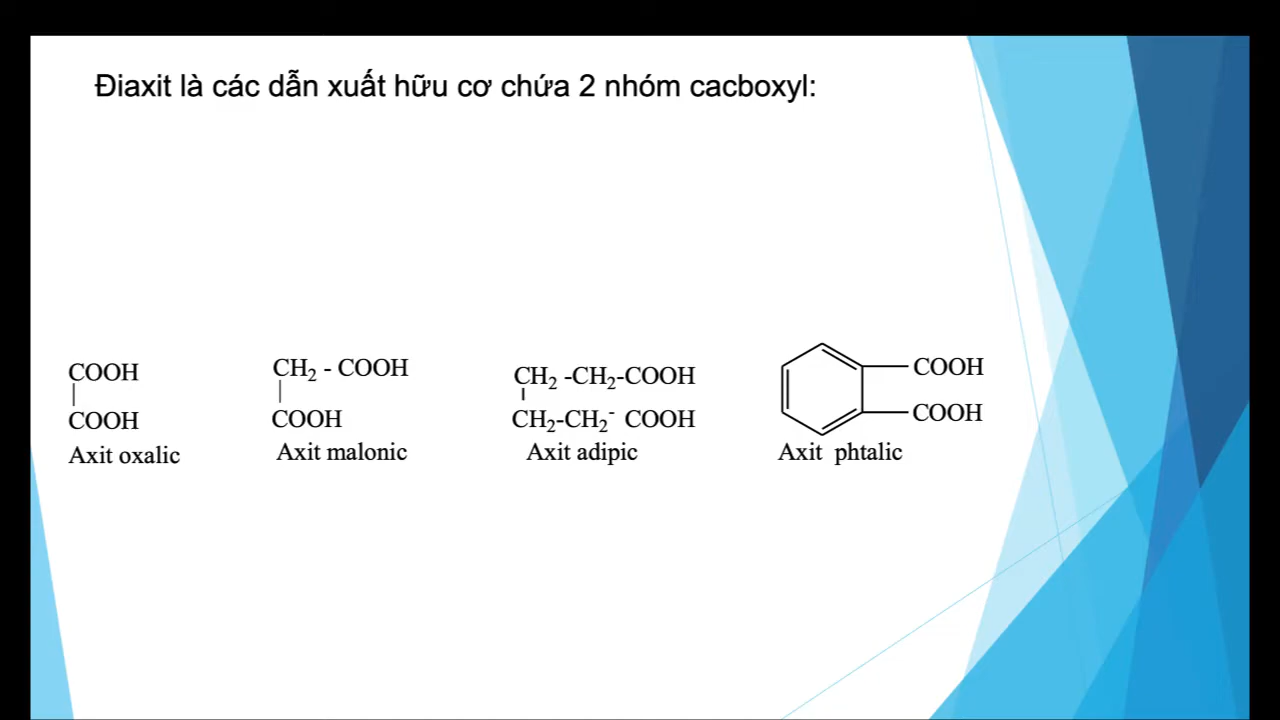 Điaxit là các dẫn xuất hữu cơ chứa 2 nhóm cacboxyl:
COOH
COOH
Axit oxalic
CH₂ - COOH
COOH
Axit malonic
CH₂ -CH₂-COOH
CH₂-CH₂⁻ COOH
Axit adipic
COOH
COOH
Axit phtalic